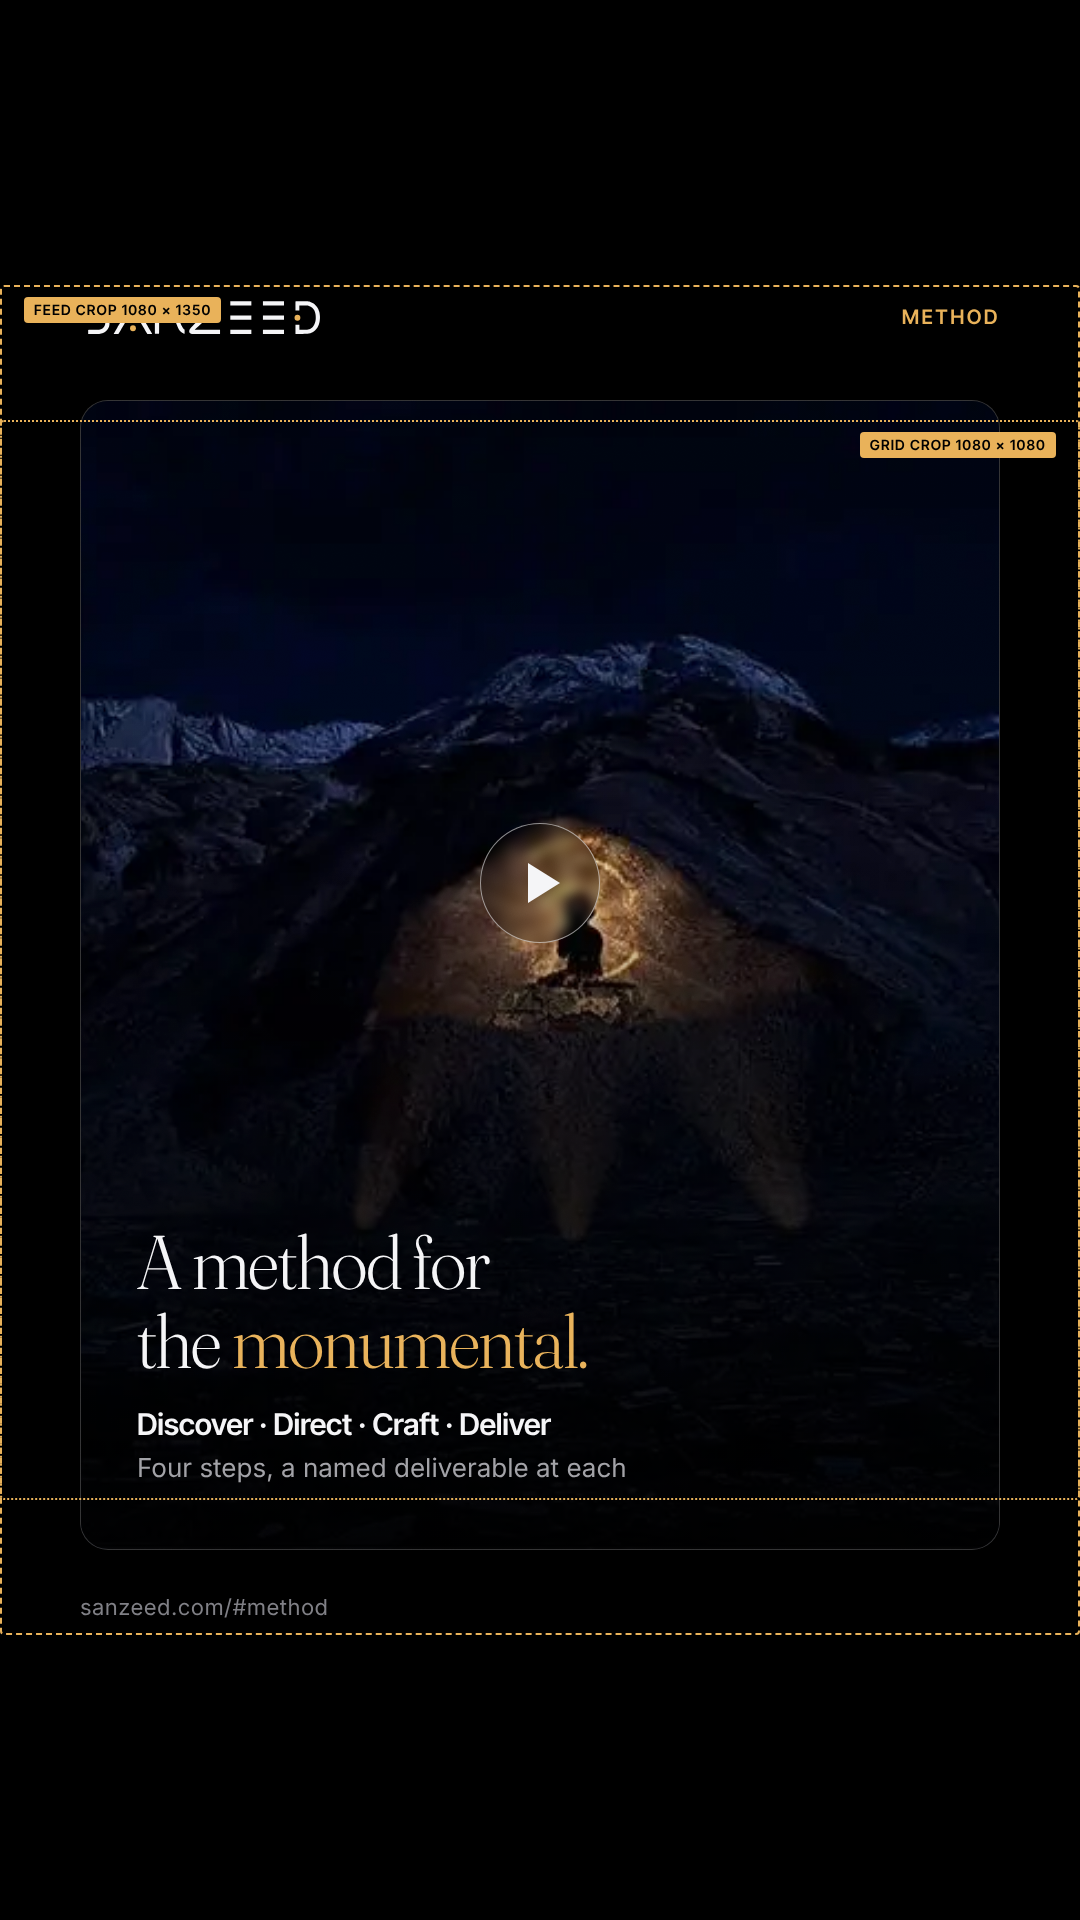 FEED CROP 1080 × 1350
SANZEED
METHOD
GRID CROP 1080 × 1080
A method for
the monumental.
Discover · Direct · Craft · Deliver
Four steps, a named deliverable at each
sanzeed.com/#method